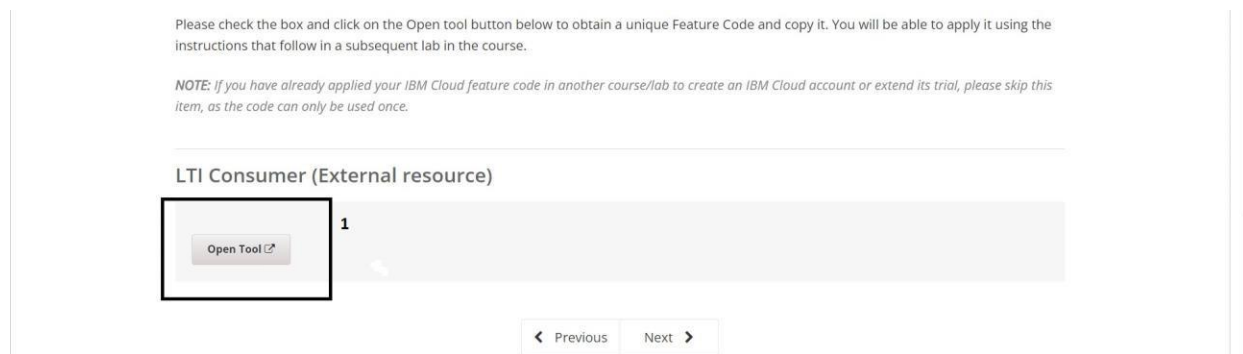 Please check the box and click on the Open tool button below to obtain a unique Feature Code and copy it. You will be able to apply it using the
instructions that follow in a subsequent lab in the course.
NOTE: If you have already applied your IBM Cloud feature code in another course/lab to create an IBM Cloud account or extend its trial, please skip this
item, as the code can only be used once.
LTI Consumer (External resource)
1
Open Tool
Previous Next